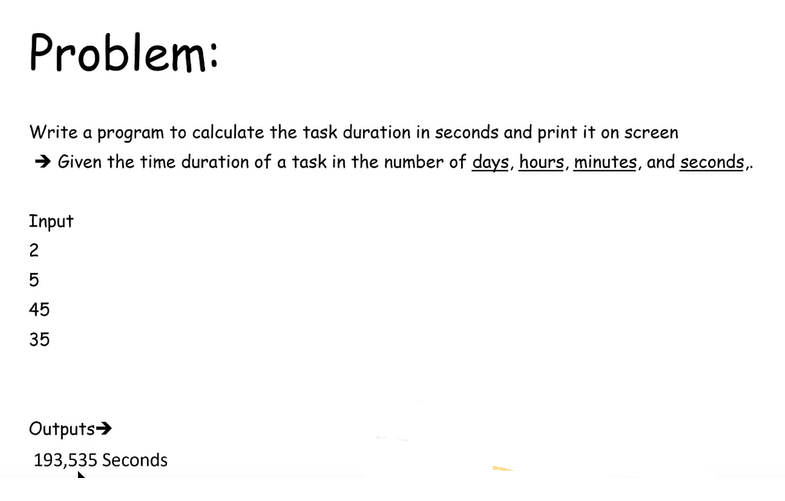 Problem:
Write a program to calculate the task duration in seconds and print it on screen
➔ Given the time duration of a task in the number of days, hours, minutes, and seconds,.
Input
2
5
45
35
Outputs➔
193,535 Seconds